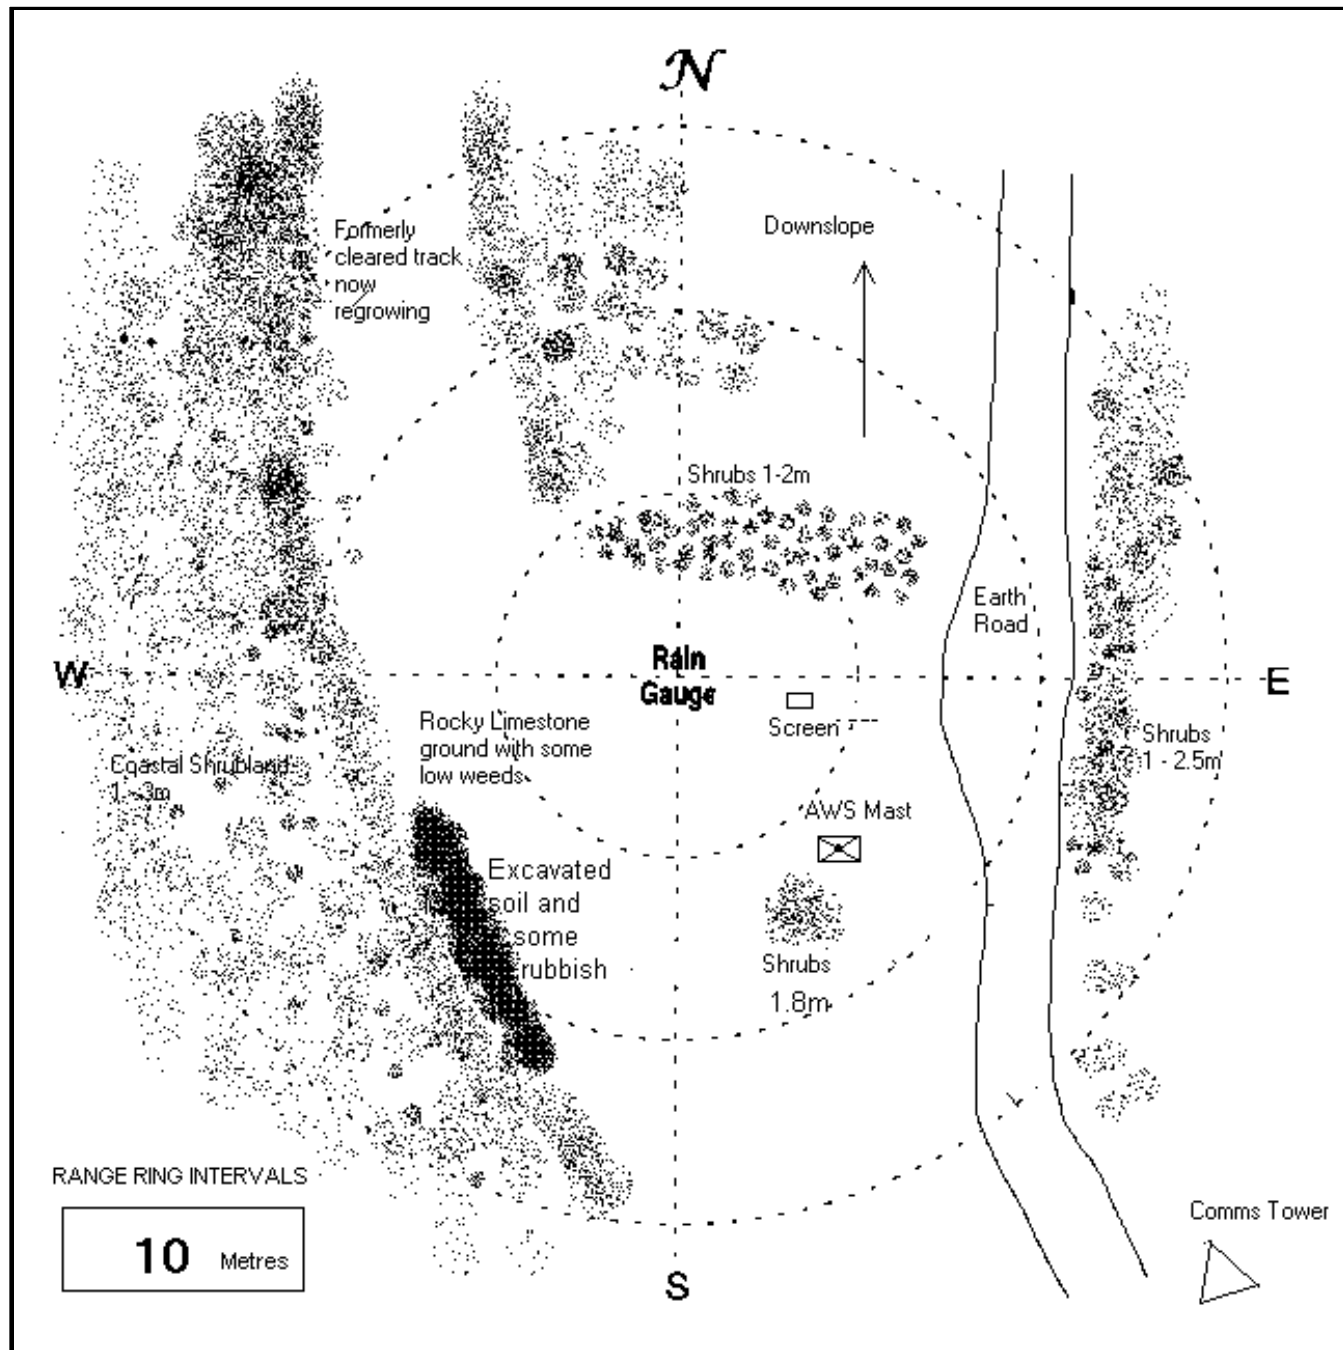 N
Formerly
cleared track
now
regrowing
Downslope
Shrubs 1-2m
Earth
Road
W
Rain
Gauge
E
Screen
Rocky Limestone
ground with some
low weeds
Shrubs
1 - 2.5m
Coastal Shrubland
1 - 3m
AWS Mast
Excavated
soil and
some
rubbish
Shrubs
1.8m
RANGE RING INTERVALS
10 Metres
Comms Tower
S